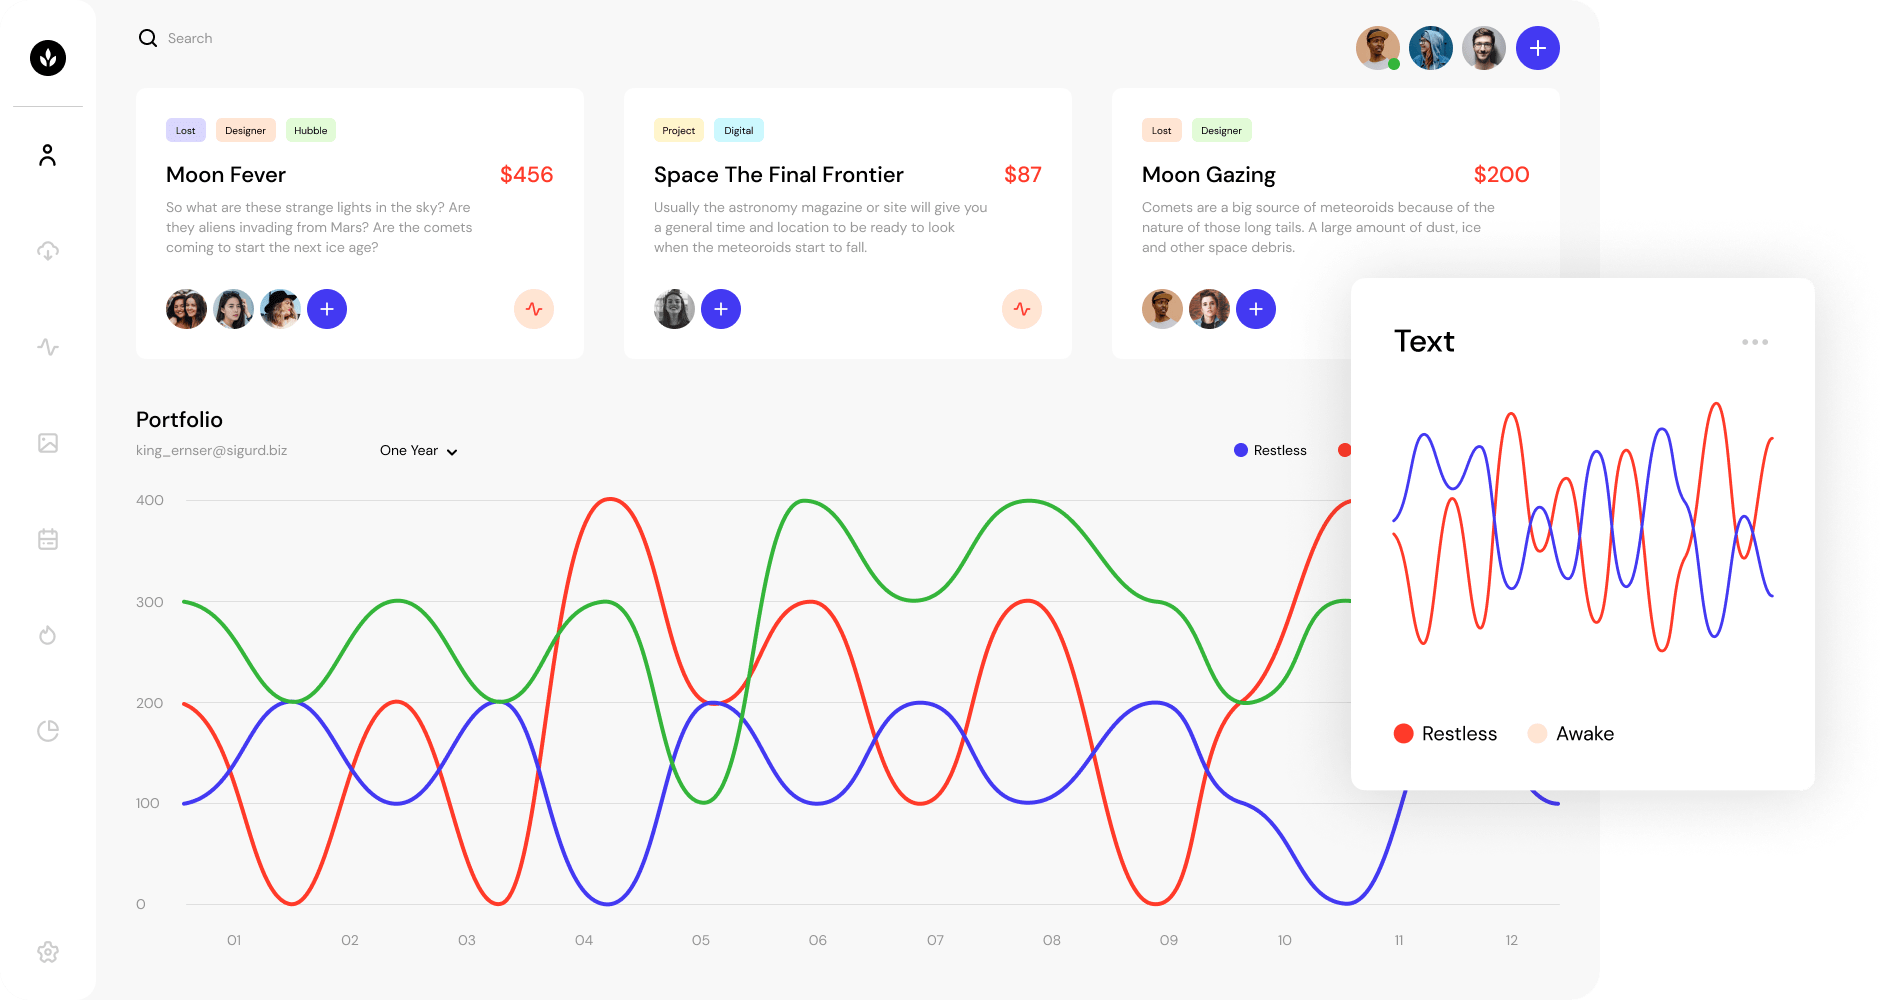 Search
Lost
Designer
Hubble
Moon Fever
$456
So what are these strange lights in the sky? Are
they aliens invading from Mars? Are the comets
coming to start the next ice age?
Project
Digital
Space The Final Frontier
$87
Usually the astronomy magazine or site will give you
a general time and location to be ready to look
when the meteoroids start to fall.
Lost
Designer
Moon Gazing
$200
Comets are a big source of meteoroids because of the
nature of those long tails. A large amount of dust, ice
and other space debris.
Portfolio
king_ernser@sigurd.biz
One Year
Restless
400
300
200
100
0
01
02
03
04
05
06
07
08
09
10
11
12
Text
Restless
Awake